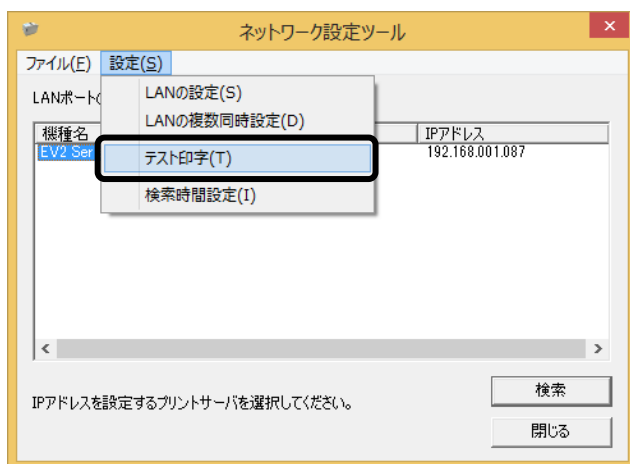 ネットワーク設定ツール
ファイル(F) 設定(S)
LANポート
LANの設定(S)
LANの複数同時設定(D)
テスト印字(T)
検索時間設定(I)
機種名 IPアドレス
EV2 Ser 192.168.001.087
IPアドレスを設定するプリントサーバを選択してください。
検索
閉じる